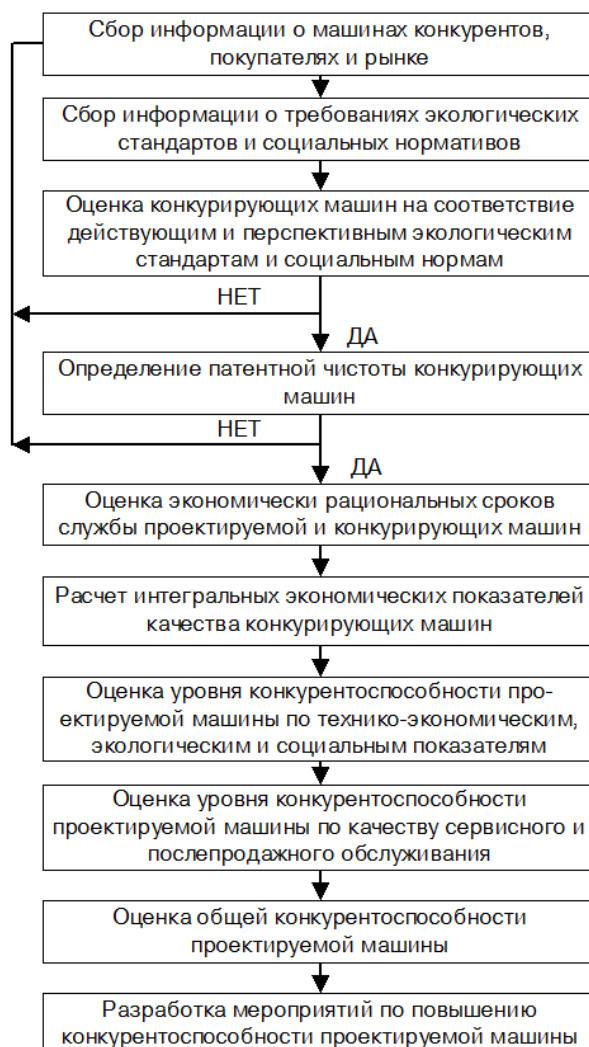 Сбор информации о машинах конкурентов,
покупателях и рынке
Сбор информации о требованиях экологических
стандартов и социальных нормативов
Оценка конкурирующих машин на соответствие
действующим и перспективным экологическим
стандартам и социальным нормам
НЕТ
ДА
Определение патентной чистоты конкурирующих
машин
НЕТ
ДА
Оценка экономически рациональных сроков
службы проектируемой и конкурирующих машин
Расчет интегральных экономических показателей
качества конкурирующих машин
Оценка уровня конкурентоспособности про-
ектируемой машины по технико-экономическим,
экологическим и социальным показателям
Оценка уровня конкурентоспособности
проектируемой машины по качеству сервисного и
послепродажного обслуживания
Оценка общей конкурентоспособности
проектируемой машины
Разработка мероприятий по повышению
конкурентоспособности проектируемой машины